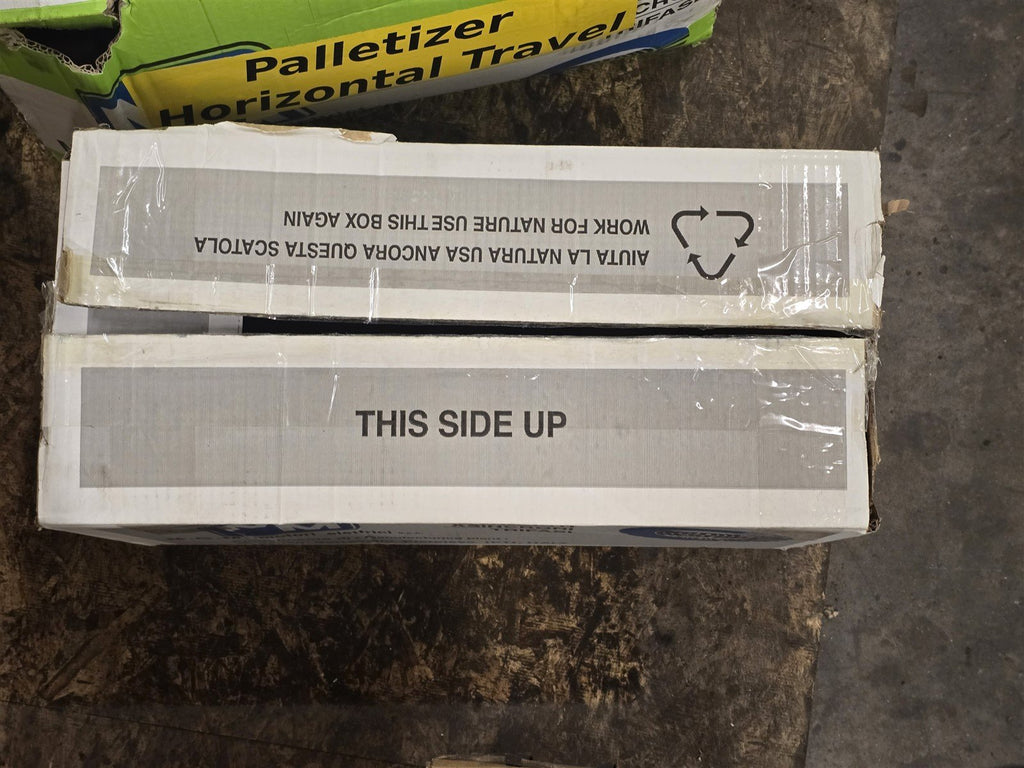 Palletizer
Horizontal Travel
AIUTA LA NATURA USA ANCORA QUESTA SCATOLA
WORK FOR NATURE USE THIS BOX AGAIN
THIS SIDE UP